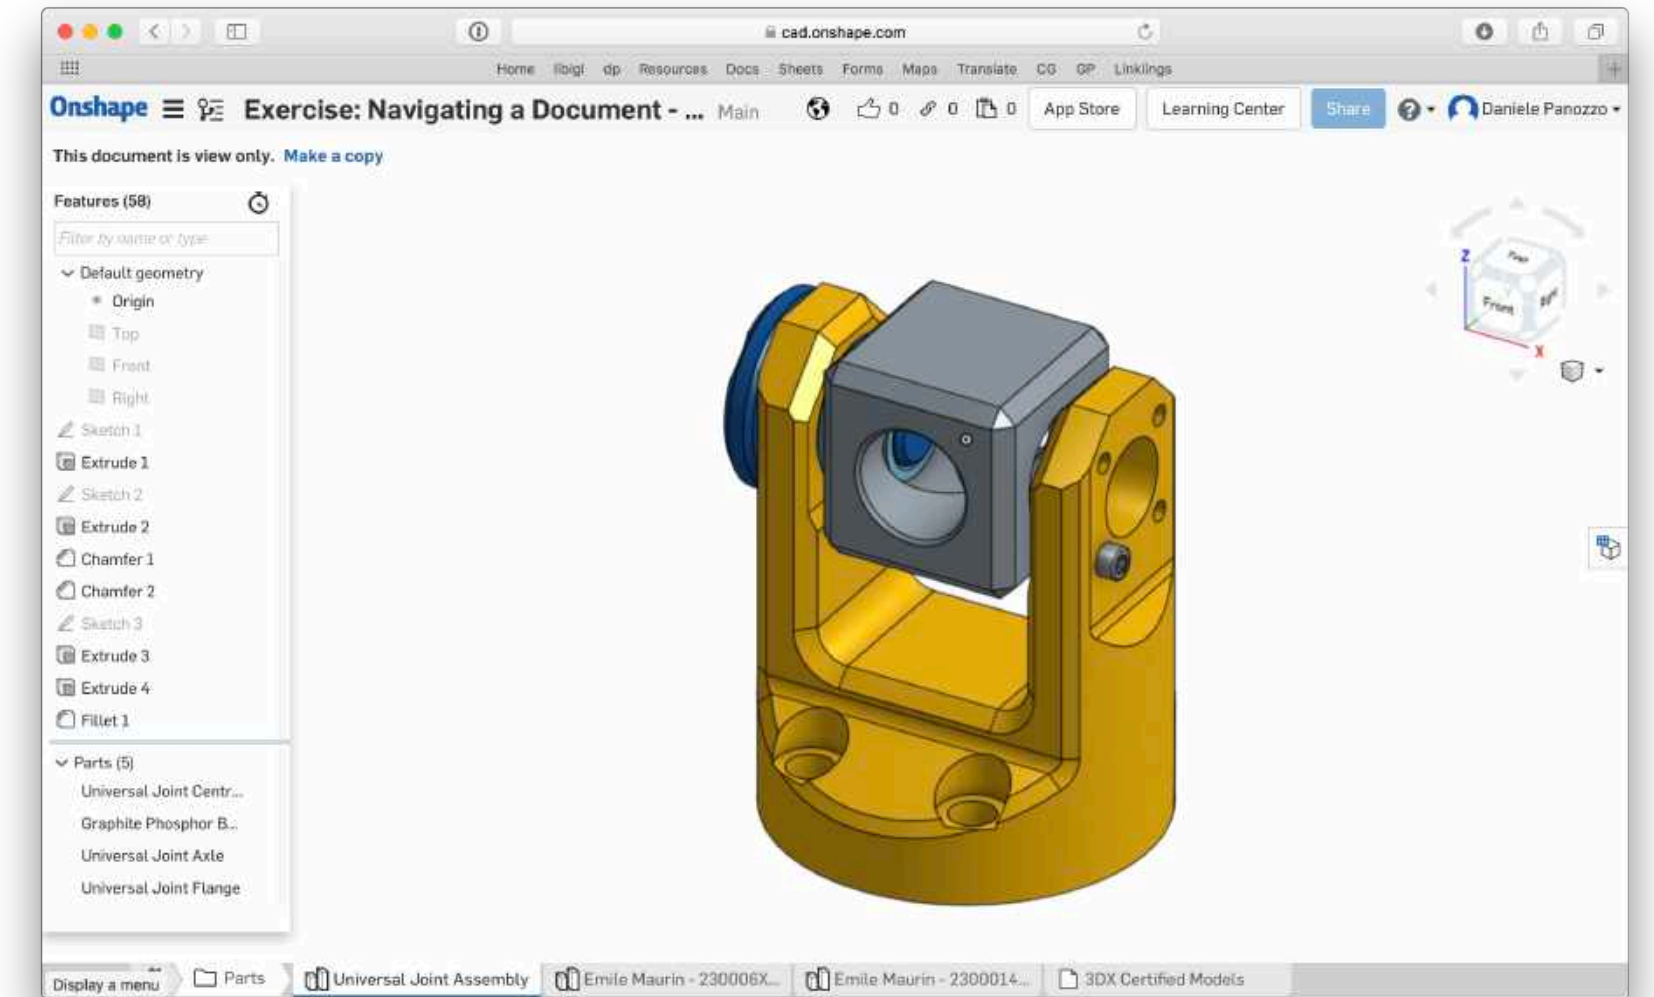 cad.onshape.com
Home libigl dp Resources Docs Sheets Forms Maps Translate CG GP Linklings
Onshape Exercise: Navigating a Document - ... Main 0 0 0 App Store Learning Center Share Daniele Panozzo
This document is view only. Make a copy
Features (58)
Filter by name or type
Default geometry
Origin
Top
Front
Right
Sketch 1
Extrude 1
Sketch 2
Extrude 2
Chamfer 1
Chamfer 2
Sketch 3
Extrude 3
Extrude 4
Fillet 1
Parts (5)
Universal Joint Centr...
Graphite Phosphor B...
Universal Joint Axle
Universal Joint Flange
Z
Top
Front
Right
X
Display a menu Parts Universal Joint Assembly Emile Maurin - 230006X... Emile Maurin - 2300014... 3DX Certified Models